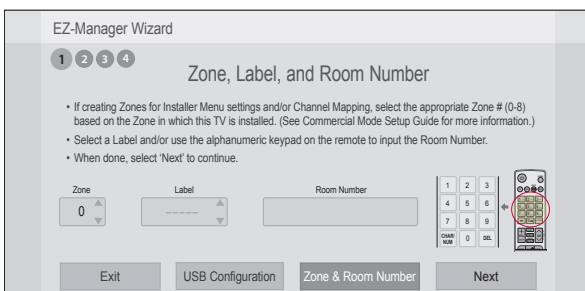 EZ-Manager Wizard
1 2 3 4
Zone, Label, and Room Number
• If creating Zones for Installer Menu settings and/or Channel Mapping, select the appropriate Zone # (0-8)
based on the Zone in which this TV is installed. (See Commercial Mode Setup Guide for more information.)
• Select a Label and/or use the alphanumeric keypad on the remote to input the Room Number.
• When done, select ‘Next’ to continue.
Zone Label Room Number
0 -----
1 2 3
4 5 6
7 8 9
CHAR/
NUM 0 DEL
Exit USB Configuration Zone & Room Number Next